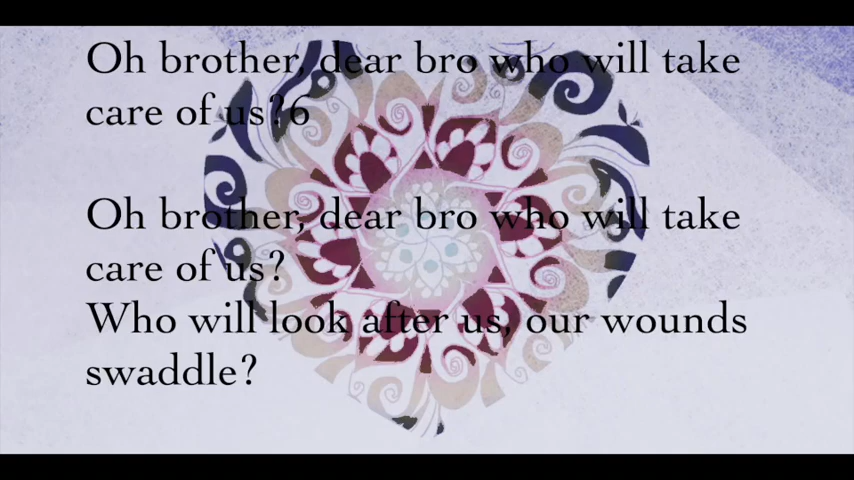 Oh brother, dear bro who will take
care of us?6
Oh brother, dear bro who will take
care of us?
Who will look after us, our wounds
swaddle?